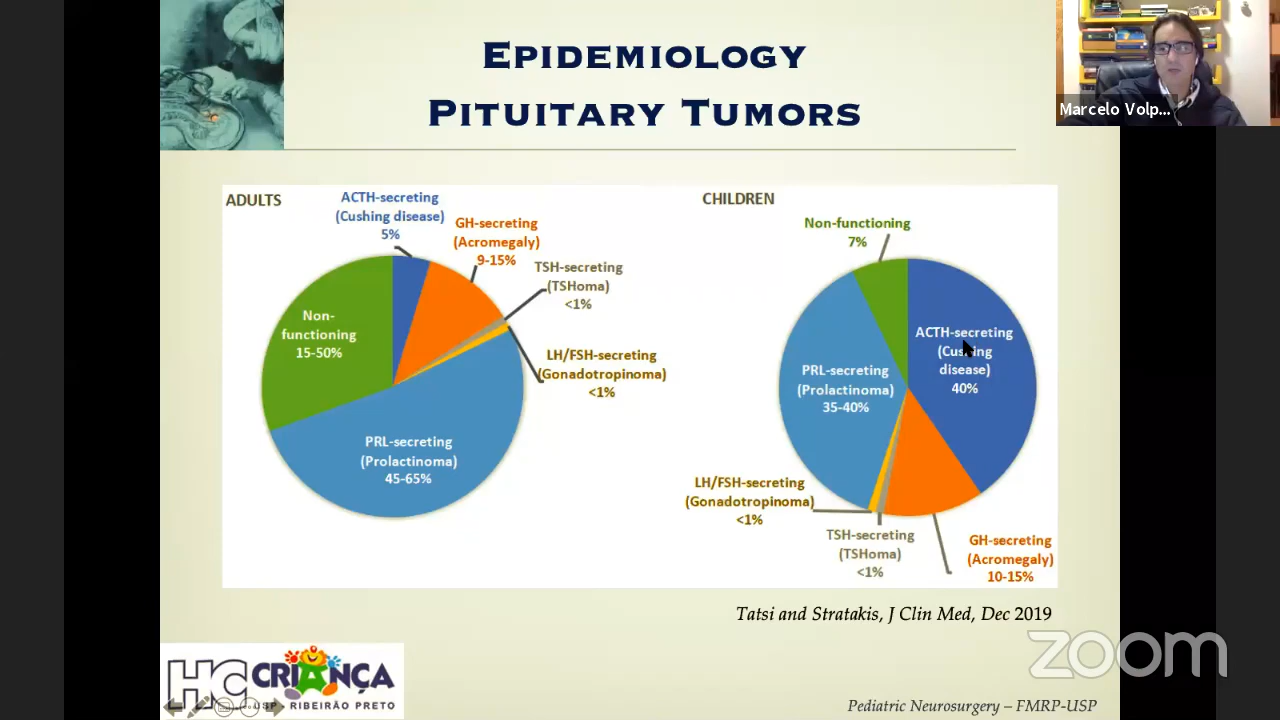 EPIDEMIOLOGY
PITUITARY TUMORS
Marcelo Volp...
ADULTS
ACTH-secreting
(Cushing disease)
5%
GH-secreting
(Acromegaly)
9-15%
TSH-secreting
(TSHoma)
<1%
LH/FSH-secreting
(Gonadotropinoma)
<1%
Non-
functioning
15-50%
PRL-secreting
(Prolactinoma)
45-65%
CHILDREN
Non-functioning
7%
ACTH-secreting
(Cushing
disease)
40%
PRL-secreting
(Prolactinoma)
35-40%
LH/FSH-secreting
(Gonadotropinoma)
<1%
TSH-secreting
(TSHoma)
<1%
GH-secreting
(Acromegaly)
10-15%
Tatsi and Stratakis, J Clin Med, Dec 2019
zoom
HC CRIANÇA
USP RIBEIRÃO PRETO
Pediatric Neurosurgery – FMRP-USP